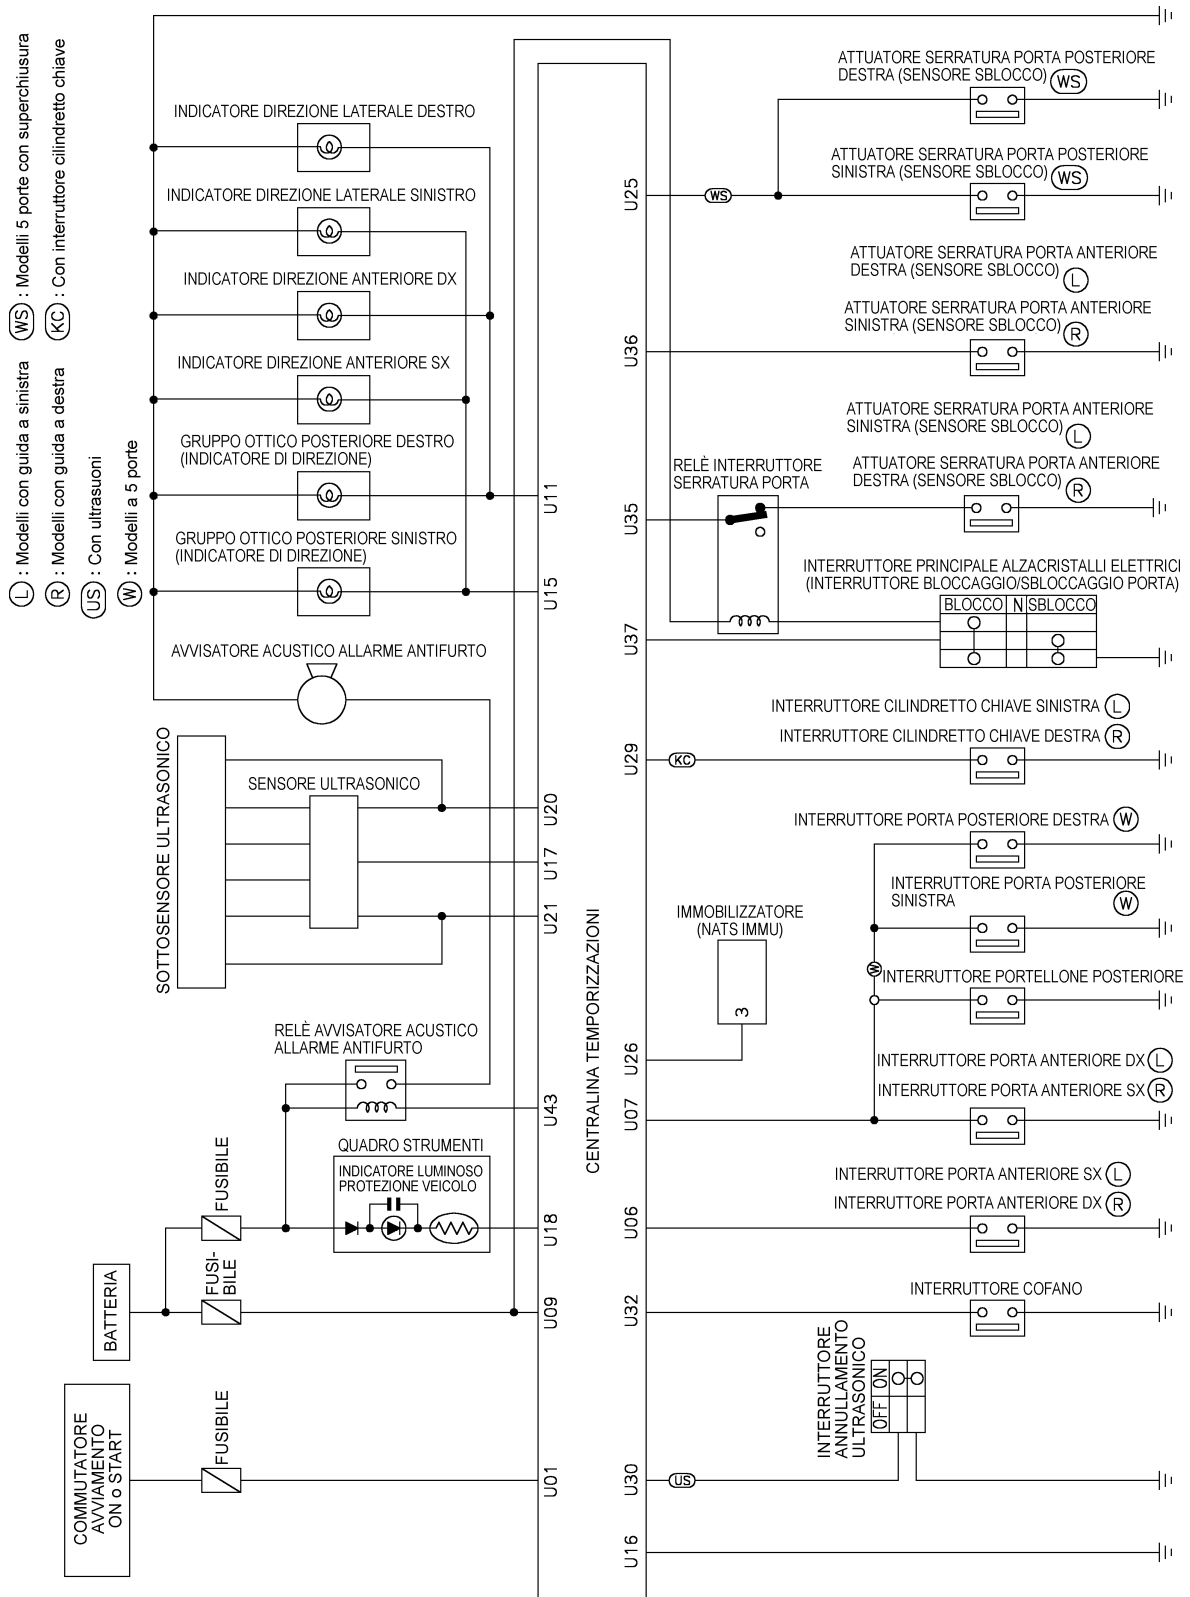 L : Modelli con guida a sinistra
WS : Modelli 5 porte con superchiusura
R : Modelli con guida a destra
KC : Con interruttore cilindretto chiave
US : Con ultrasuoni
W : Modelli a 5 porte
INDICATORE DIREZIONE LATERALE DESTRO
INDICATORE DIREZIONE LATERALE SINISTRO
INDICATORE DIREZIONE ANTERIORE DX
INDICATORE DIREZIONE ANTERIORE SX
GRUPPO OTTICO POSTERIORE DESTRO
(INDICATORE DI DIREZIONE)
U11
GRUPPO OTTICO POSTERIORE SINISTRO
(INDICATORE DI DIREZIONE)
U15
AVVISATORE ACUSTICO ALLARME ANTIFURTO
SOTTOSENSORE ULTRASONICO
SENSORE ULTRASONICO
U20
U17
U21
RELÈ AVVISATORE ACUSTICO
ALLARME ANTIFURTO
U43
QUADRO STRUMENTI
INDICATORE LUMINOSO
PROTEZIONE VEICOLO
U18
FUSIBILE
BATTERIA
FUSI-
BILE
U09
COMMUTATORE
AVVIAMENTO
ON o START
FUSIBILE
U01
CENTRALINA TEMPORIZZAZIONI
ATTUATORE SERRATURA PORTA POSTERIORE
DESTRA (SENSORE SBLOCCO) WS
ATTUATORE SERRATURA PORTA POSTERIORE
SINISTRA (SENSORE SBLOCCO) WS
U25
WS
ATTUATORE SERRATURA PORTA ANTERIORE
DESTRA (SENSORE SBLOCCO) L
ATTUATORE SERRATURA PORTA ANTERIORE
SINISTRA (SENSORE SBLOCCO) R
U36
ATTUATORE SERRATURA PORTA ANTERIORE
SINISTRA (SENSORE SBLOCCO) L
ATTUATORE SERRATURA PORTA ANTERIORE
DESTRA (SENSORE SBLOCCO) R
RELÈ INTERRUTTORE
SERRATURA PORTA
U35
INTERRUTTORE PRINCIPALE ALZACRISTALLI ELETTRICI
(INTERRUTTORE BLOCCAGGIO/SBLOCCAGGIO PORTA)
BLOCCO N SBLOCCO
U37
INTERRUTTORE CILINDRETTO CHIAVE SINISTRA L
INTERRUTTORE CILINDRETTO CHIAVE DESTRA R
U29
KC
INTERRUTTORE PORTA POSTERIORE DESTRA W
INTERRUTTORE PORTA POSTERIORE
SINISTRA W
W
INTERRUTTORE PORTELLONE POSTERIORE
IMMOBILIZZATORE
(NATS IMMU)
3
U26
INTERRUTTORE PORTA ANTERIORE DX L
INTERRUTTORE PORTA ANTERIORE SX R
U07
INTERRUTTORE PORTA ANTERIORE SX L
INTERRUTTORE PORTA ANTERIORE DX R
U06
INTERRUTTORE COFANO
U32
INTERRUTTORE
ANNULLAMENTO
ULTRASONICO
OFF ON
U30
US
U16